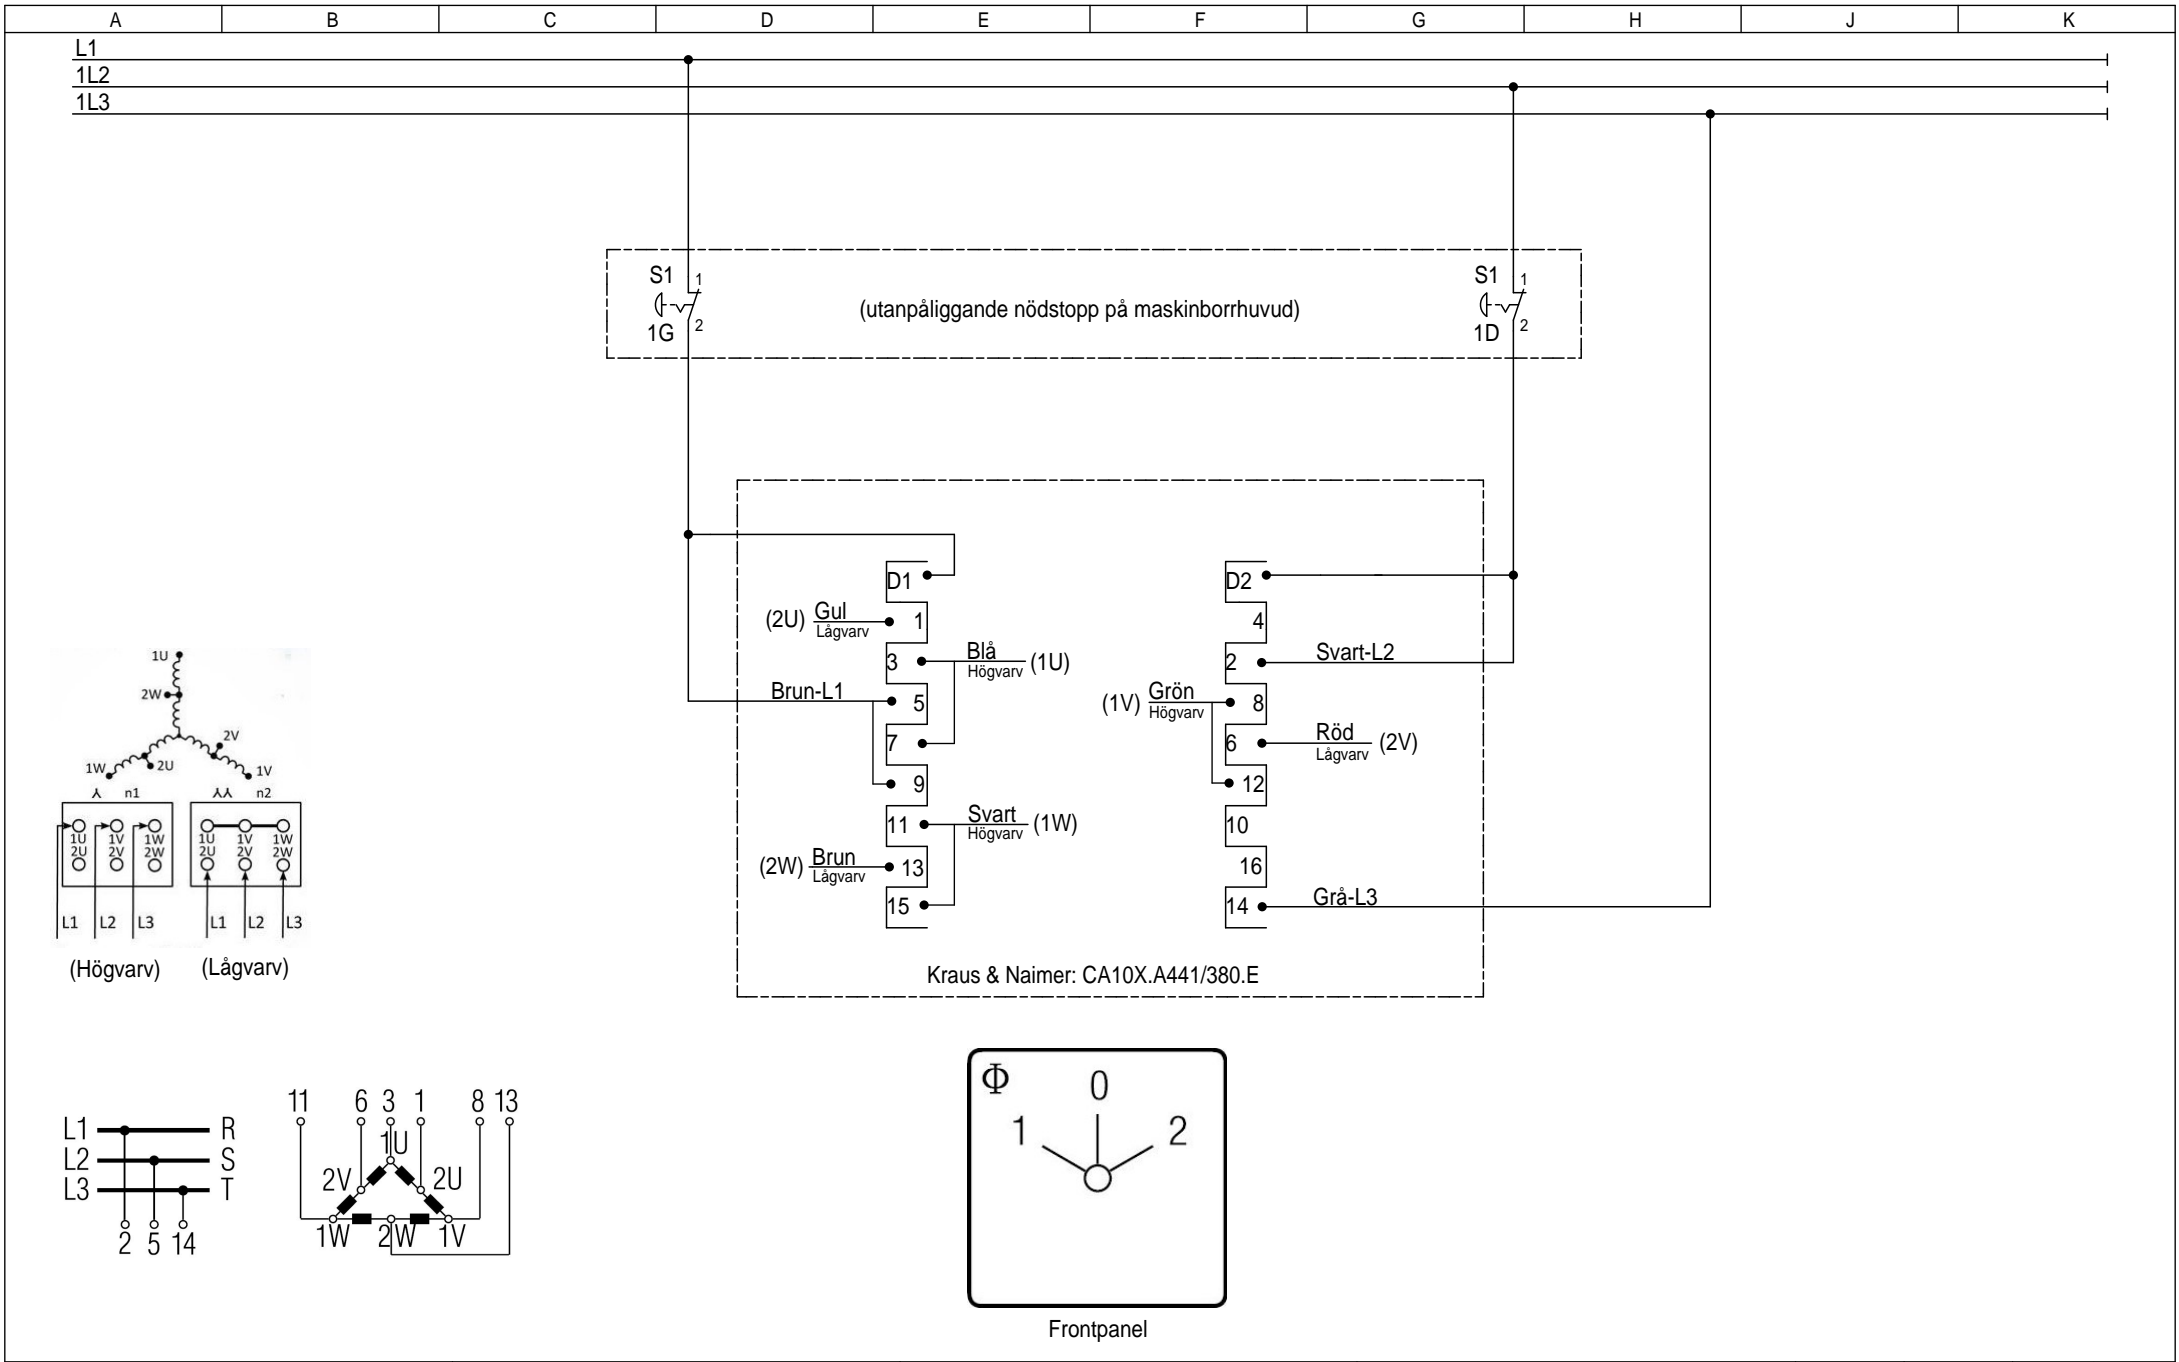 A B C D E F G H J K
L1
1L2
1L3
S1 1
1G 2
(utanpåliggande nödstopp på maskinborrhuvud)
S1 1
1D 2
D1
(2U) Gul 1
Lågvarv
3 Blå (1U)
Högvarv
Brun-L1 5
7
9
11 Svart (1W)
Högvarv
(2W) Brun 13
Lågvarv
15
D2
4
2 Svart-L2
(1V) Grön 8
Högvarv
6 Röd (2V)
Lågvarv
12
10
16
14 Grå-L3
Kraus & Naimer: CA10X.A441/380.E
1U
2W
2V
1W 2U 1V
⅄ n1 ⅄⅄ n2
1U 1V 1W 1U 1V 1W
2U 2V 2W 2U 2V 2W
L1 L2 L3 L1 L2 L3
(Högvarv) (Lågvarv)
L1 R
L2 S
L3 T
2 5 14
11 6 3 1 8 13
1U
2V 2U
1W 2W 1V
Φ 0
1 2
Frontpanel